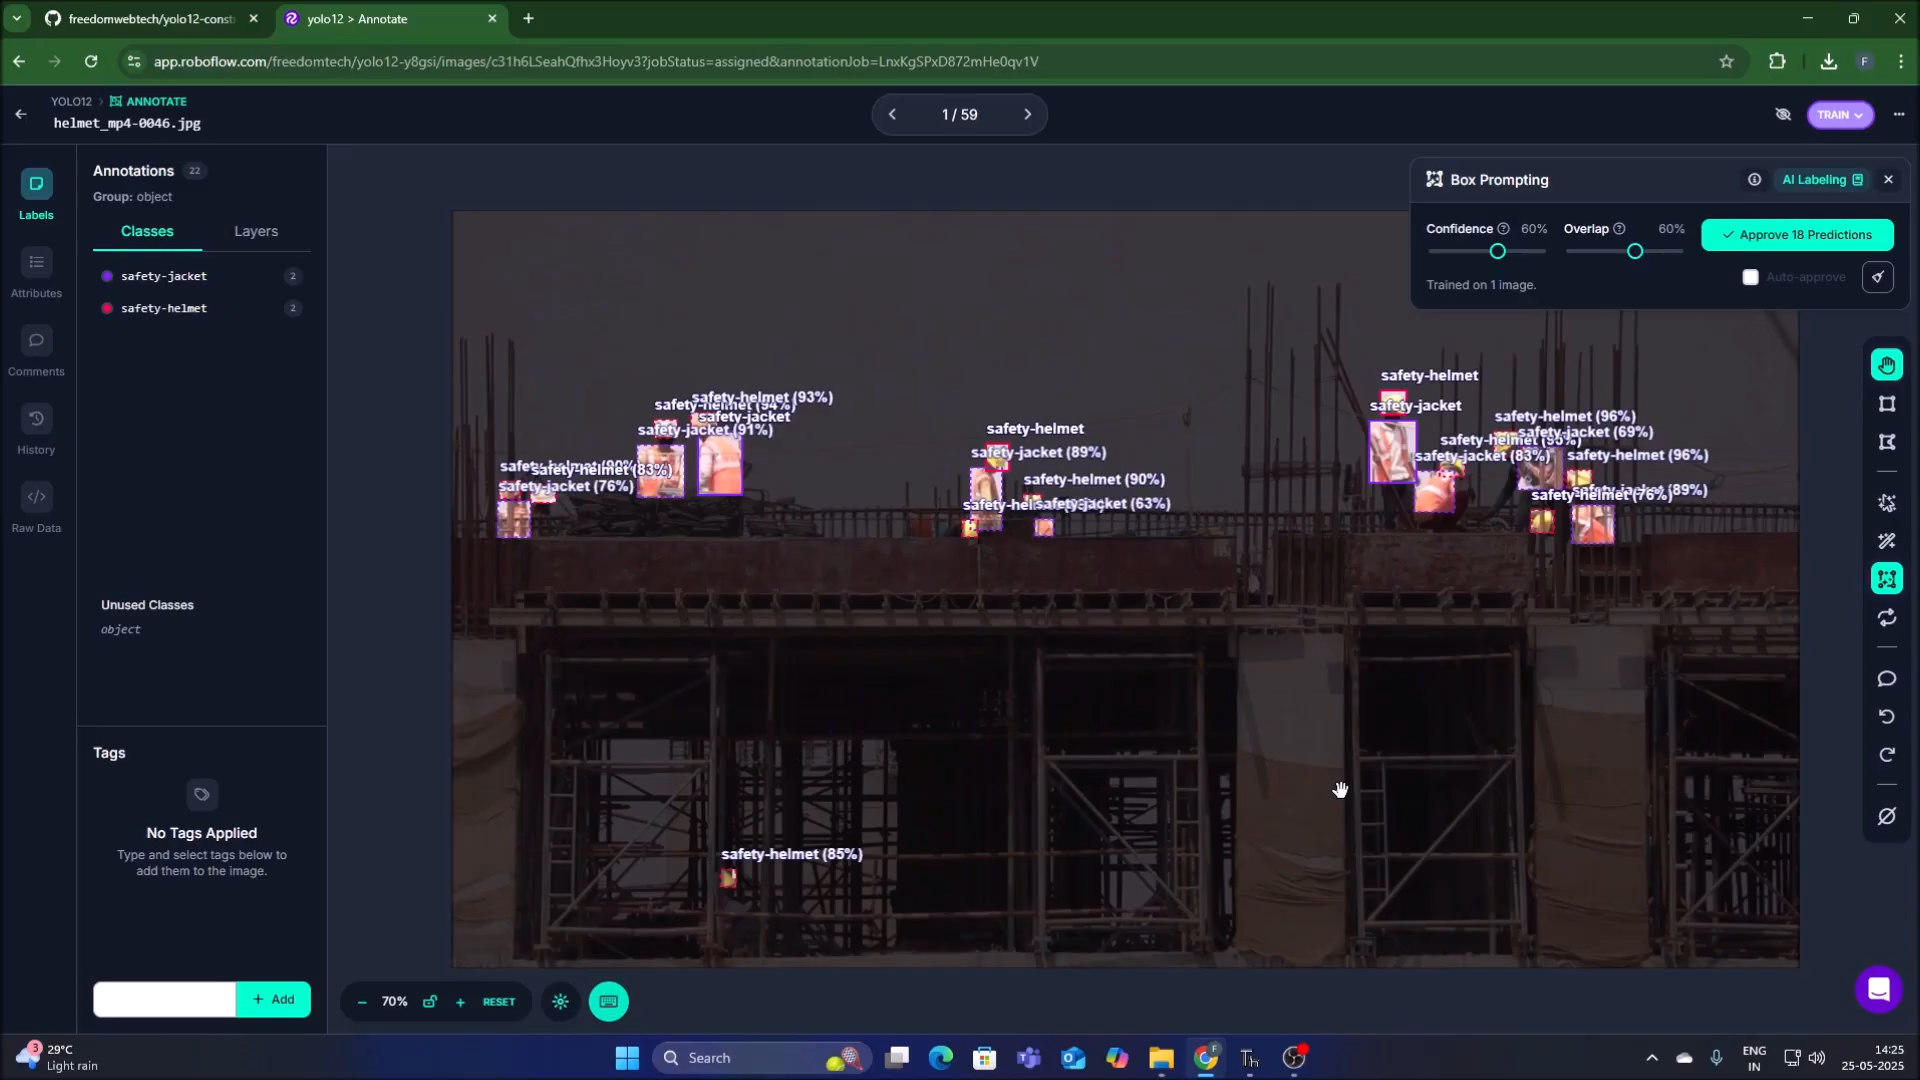 freedomwebtech/yolo12-const
yolo12 > Annotate
app.roboflow.com/freedomtech/yolo12-y8gsi/images/c31h6LSeahQfhx3Hoyv3?jobStatus=assigned&annotationJob=LnxKgSPxD872mHe0qv1V
F
YOLO12 > ANNOTATE
helmet_mp4-0046.jpg
1 / 59
TRAIN
Labels
Attributes
Comments
History
Raw Data
Annotations 22
Group: object
Classes Layers
safety-jacket 2
safety-helmet 2
Unused Classes
object
Tags
No Tags Applied
Type and select tags below to
add them to the image.
+ Add
Box Prompting
AI Labeling
Confidence 60% Overlap 60%
Approve 18 Predictions
Trained on 1 image.
Auto-approve
safety-helmet
safety-helmet (93%)
safety-helmet (94%)
safety-jacket
safety-jacket (91%)
safety-helmet (83%)
safety-jacket (76%)
safety-helmet
safety-jacket (89%)
safety-helmet (90%)
safety-jacket (63%)
safety-jacket
safety-helmet (96%)
safety-jacket (69%)
safety-jacket (83%)
safety-helmet (96%)
safety-jacket (89%)
safety-helmet (76%)
safety-helmet (85%)
70%
RESET
3
29°C
Light rain
Search
F
ENG
IN
14:25
25-05-2025